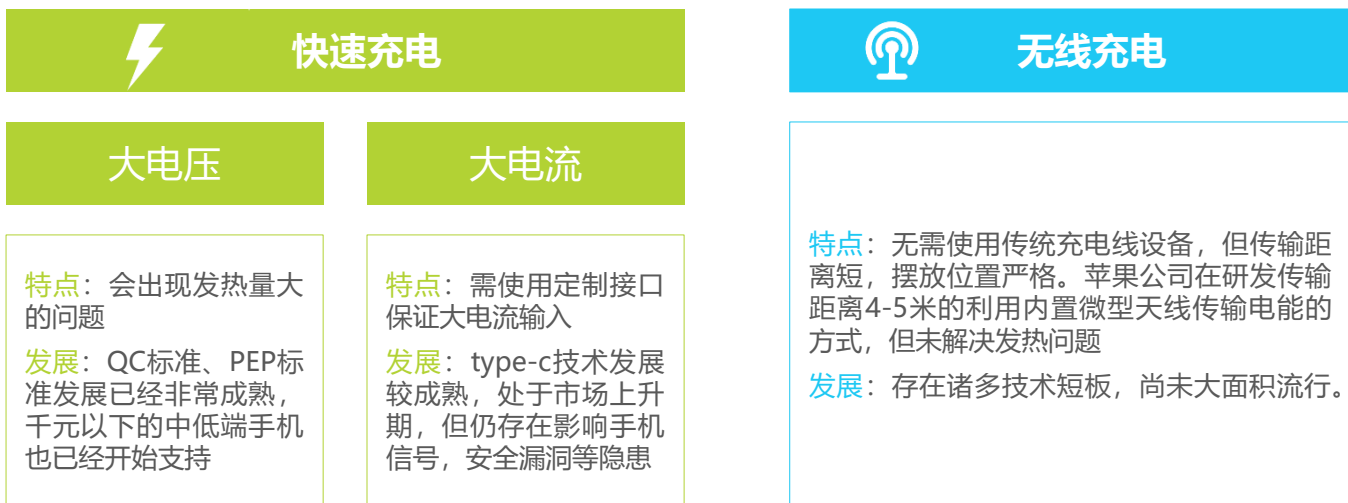 快速充电
大电压
特点：会出现发热量大
的问题
发展：QC标准、PEP标
准发展已经非常成熟，
千元以下的中低端手机
也已经开始支持
大电流
特点：需使用定制接口
保证大电流输入
发展：type-c技术发展
较成熟，处于市场上升
期，但仍存在影响手机
信号，安全漏洞等隐患
无线充电
特点：无需使用传统充电线设备，但传输距
离短，摆放位置严格。苹果公司在研发传输
距离4-5米的利用内置微型天线传输电能的
方式，但未解决发热问题
发展：存在诸多技术短板，尚未大面积流行。